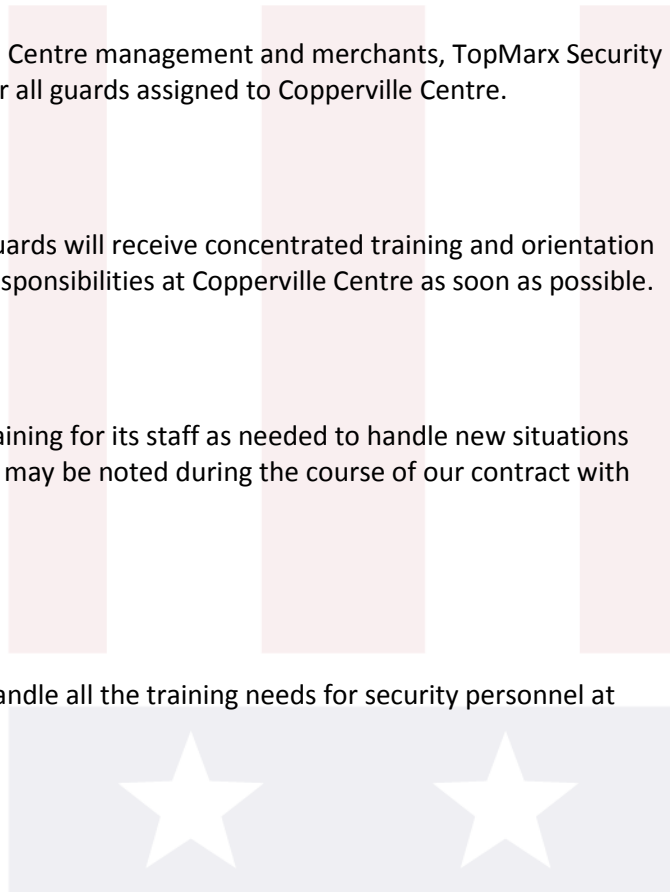 Centre management and merchants, TopMarx Security
r all guards assigned to Copperville Centre.
uards will receive concentrated training and orientation
sponsibilities at Copperville Centre as soon as possible.
aining for its staff as needed to handle new situations
may be noted during the course of our contract with
andle all the training needs for security personnel at